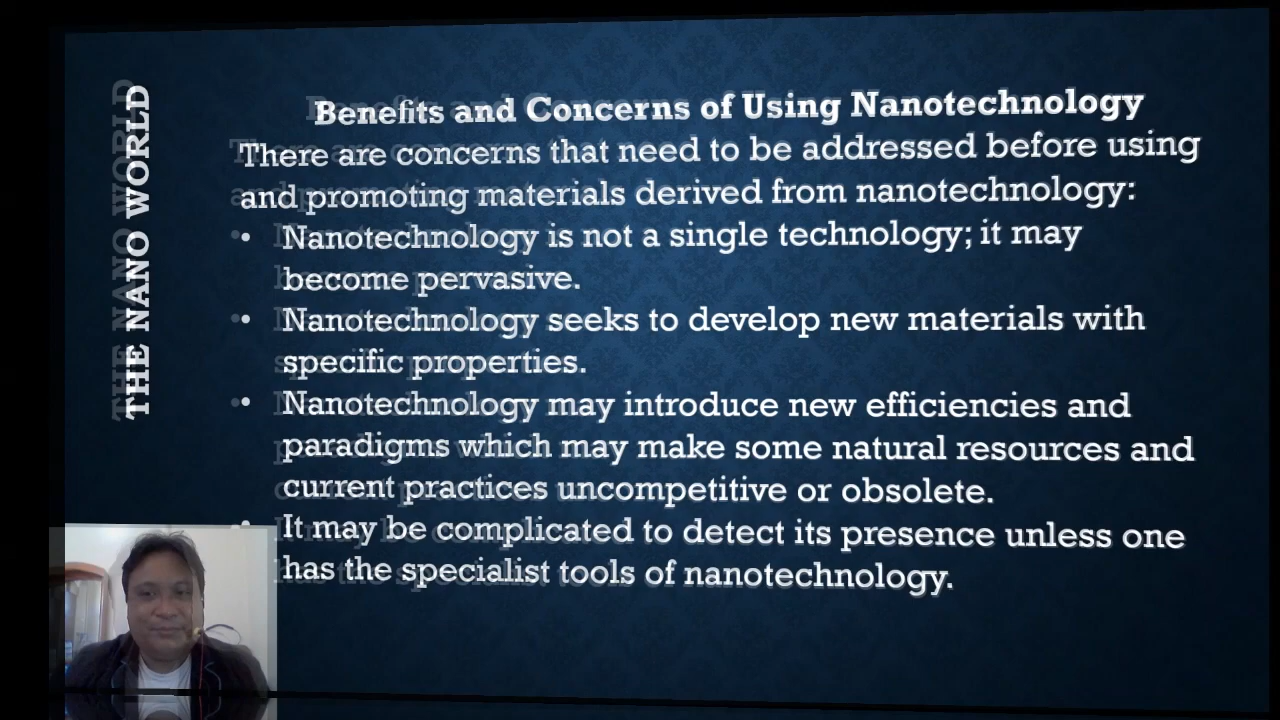 THE NANO WORLD
Benefits and Concerns of Using Nanotechnology
There are concerns that need to be addressed before using
and promoting materials derived from nanotechnology:
• Nanotechnology is not a single technology; it may
become pervasive.
• Nanotechnology seeks to develop new materials with
specific properties.
• Nanotechnology may introduce new efficiencies and
paradigms which may make some natural resources and
current practices uncompetitive or obsolete.
• It may be complicated to detect its presence unless one
has the specialist tools of nanotechnology.